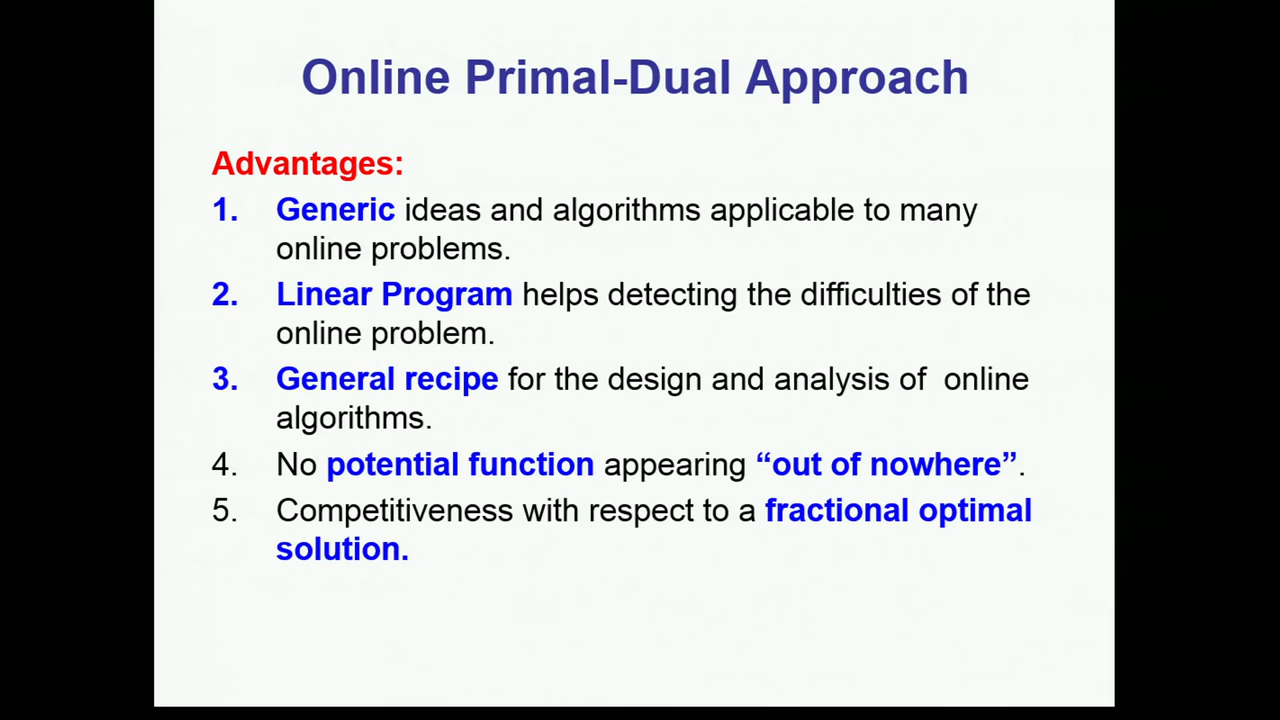 Online Primal-Dual Approach
Advantages:
1. Generic ideas and algorithms applicable to many
online problems.
2. Linear Program helps detecting the difficulties of the
online problem.
3. General recipe for the design and analysis of  online
algorithms.
4. No potential function appearing “out of nowhere”.
5. Competitiveness with respect to a fractional optimal
solution.